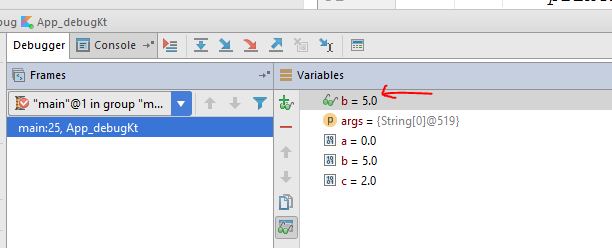 bug App_debugKt
Debugger Console
Frames
Variables
"main"@1 in group "m...
main:25, App_debugKt
b = 5.0
args = {String[0]@519}
a = 0.0
b = 5.0
c = 2.0